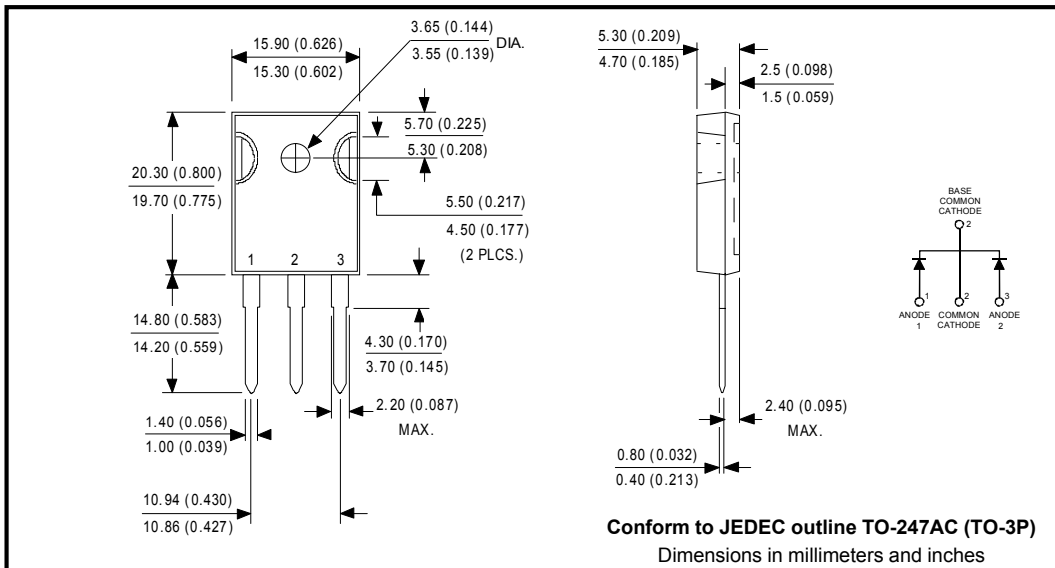 3.65 (0.144)
3.55 (0.139)
DIA.
15.90 (0.626)
15.30 (0.602)
5.70 (0.225)
5.30 (0.208)
20.30 (0.800)
19.70 (0.775)
5.50 (0.217)
4.50 (0.177)
(2 PLCS.)
1 2 3
14.80 (0.583)
14.20 (0.559)
4.30 (0.170)
3.70 (0.145)
2.20 (0.087)
MAX.
1.40 (0.056)
1.00 (0.039)
10.94 (0.430)
10.86 (0.427)
5.30 (0.209)
4.70 (0.185)
2.5 (0.098)
1.5 (0.059)
2.40 (0.095)
MAX.
0.80 (0.032)
0.40 (0.213)
BASE
COMMON
CATHODE
2
1 2 3
ANODE COMMON ANODE
1 CATHODE 2
Conform to JEDEC outline TO-247AC (TO-3P)
Dimensions in millimeters and inches